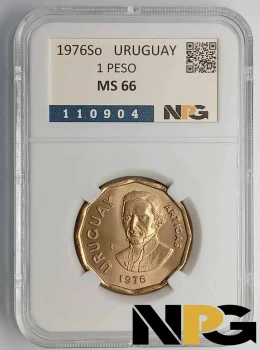 1976So URUGUAY
1 PESO
MS 66
110904 NPG
URUGUAY
ARTIGAS
1976
NPG